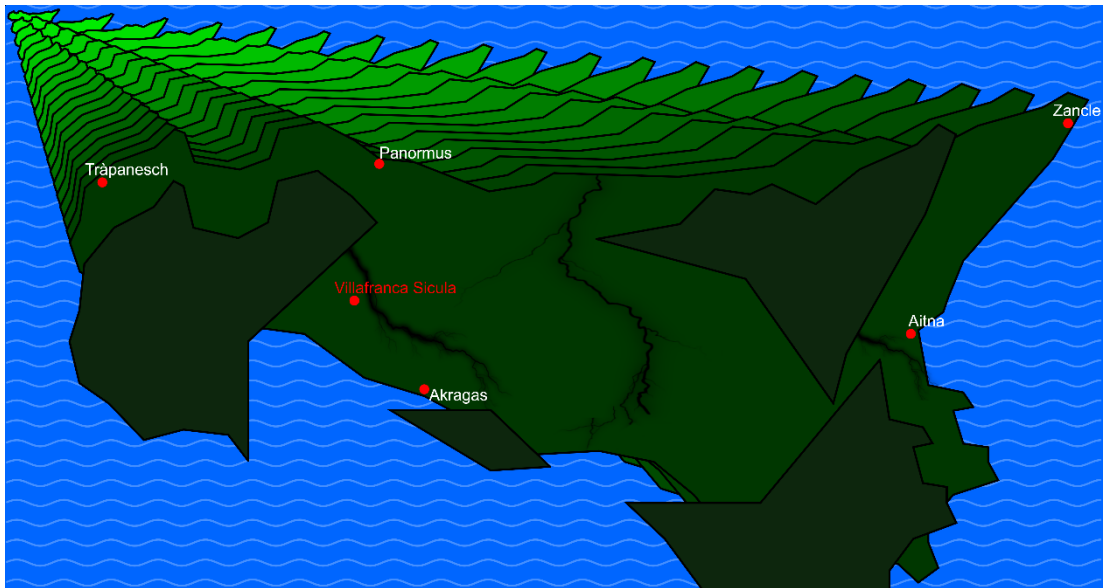 Zancle
Panormus
Tràpanesch
Villafranca Sicula
Aitna
Akragas